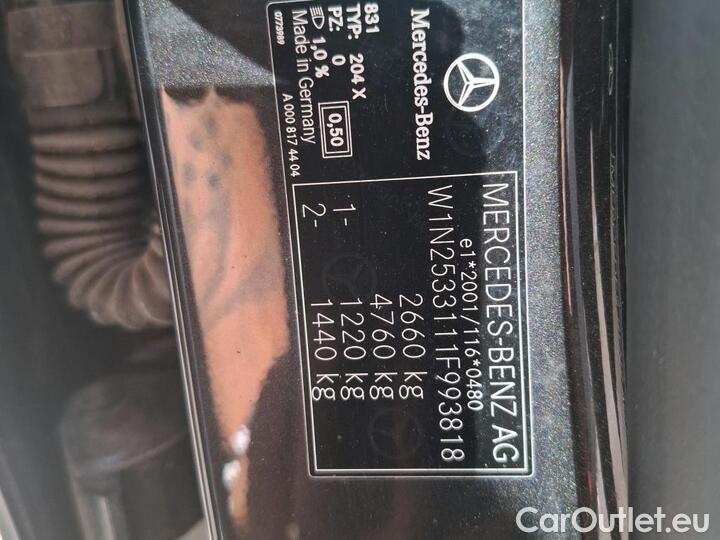 Mercedes-Benz
831
TYP: 204 X
PZ: 0
1,0 %
0,50
Made in Germany
0773989
A 000 817 44 04
MERCEDES-BENZ AG
e1*2001/116*0480
W1N2533111F993818
2660 kg
4760 kg
1- 1220 kg
2- 1440 kg
CarOutlet.eu